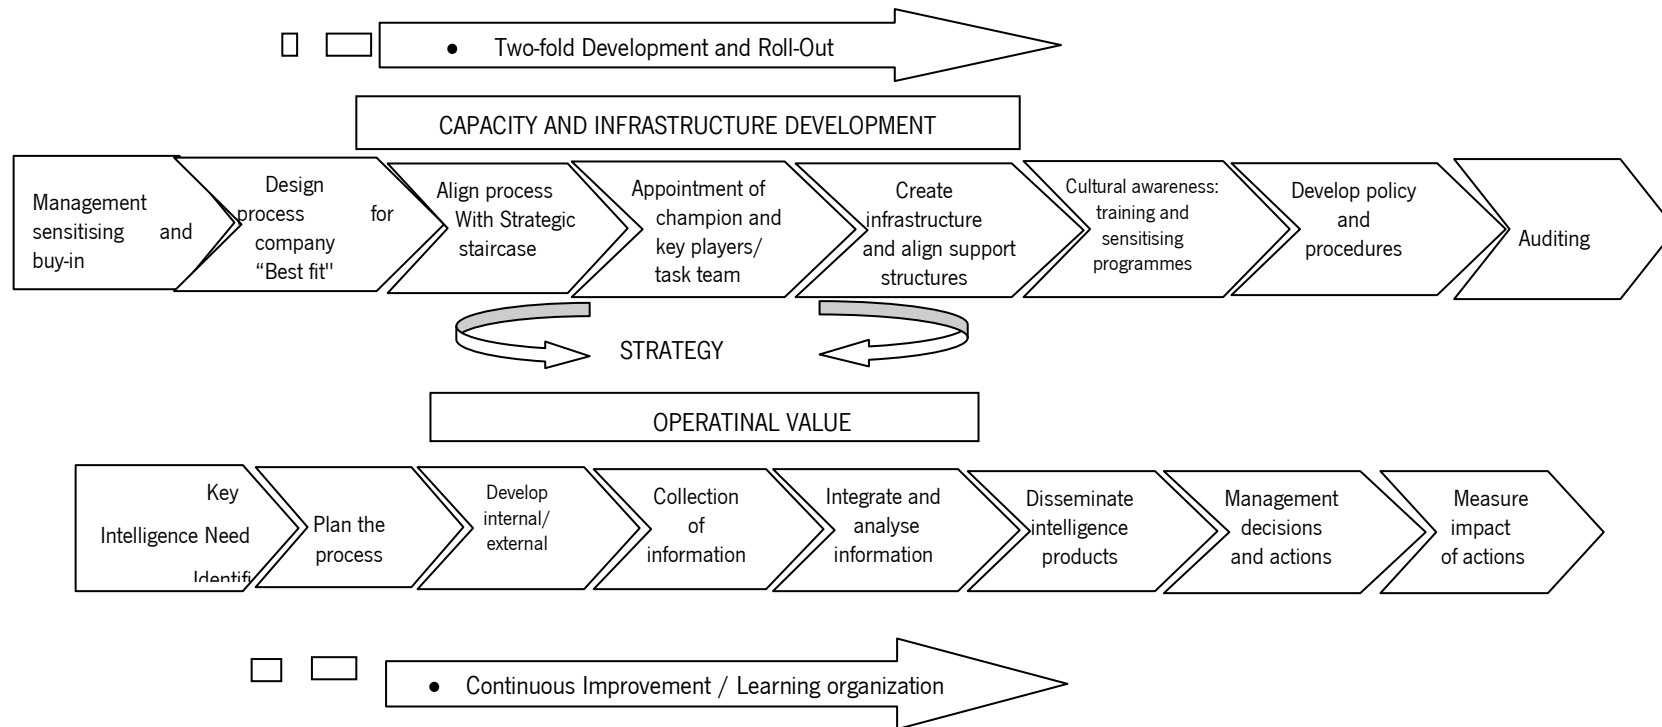 • Two-fold Development and Roll-Out
CAPACITY AND INFRASTRUCTURE DEVELOPMENT
Management
sensitising and
buy-in
Design
process for
company
“Best fit"
Align process
With Strategic
staircase
Appointment of
champion and
key players/
task team
Create
infrastructure
and align support
structures
Cultural awareness:
training and
sensitising
programmes
Develop policy
and
procedures
Auditing
STRATEGY
OPERATINAL VALUE
Key
Intelligence Need
Identifi
Plan the
process
Develop
internal/
external
Collection
of
information
Integrate and
analyse
information
Disseminate
intelligence
products
Management
decisions
and actions
Measure
impact
of actions
• Continuous Improvement / Learning organization